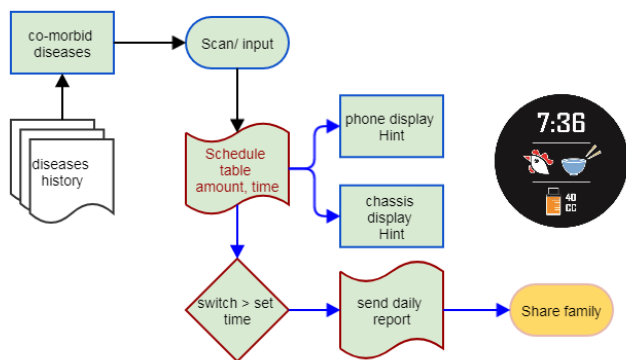 co-morbid
diseases
Scan/ input
diseases
history
Schedule
table
amount, time
phone display
Hint
chassis
display
Hint
7:36
40
CC
switch > set
time
send daily
report
Share family